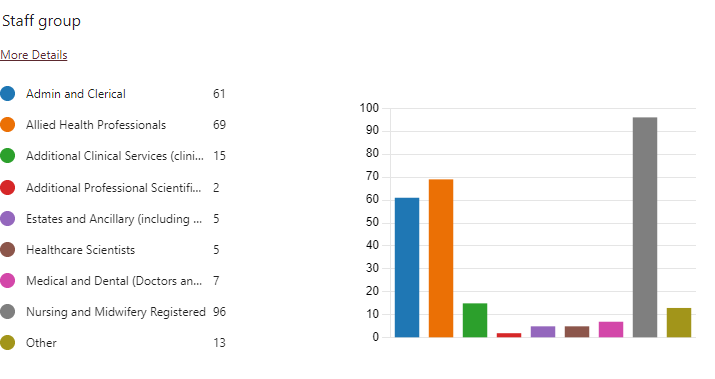 Staff group
More Details
Admin and Clerical 61
Allied Health Professionals 69
Additional Clinical Services (clini... 15
Additional Professional Scientifi... 2
Estates and Ancillary (including ... 5
Healthcare Scientists 5
Medical and Dental (Doctors an... 7
Nursing and Midwifery Registered 96
Other 13
100
90
80
70
60
50
40
30
20
10
0